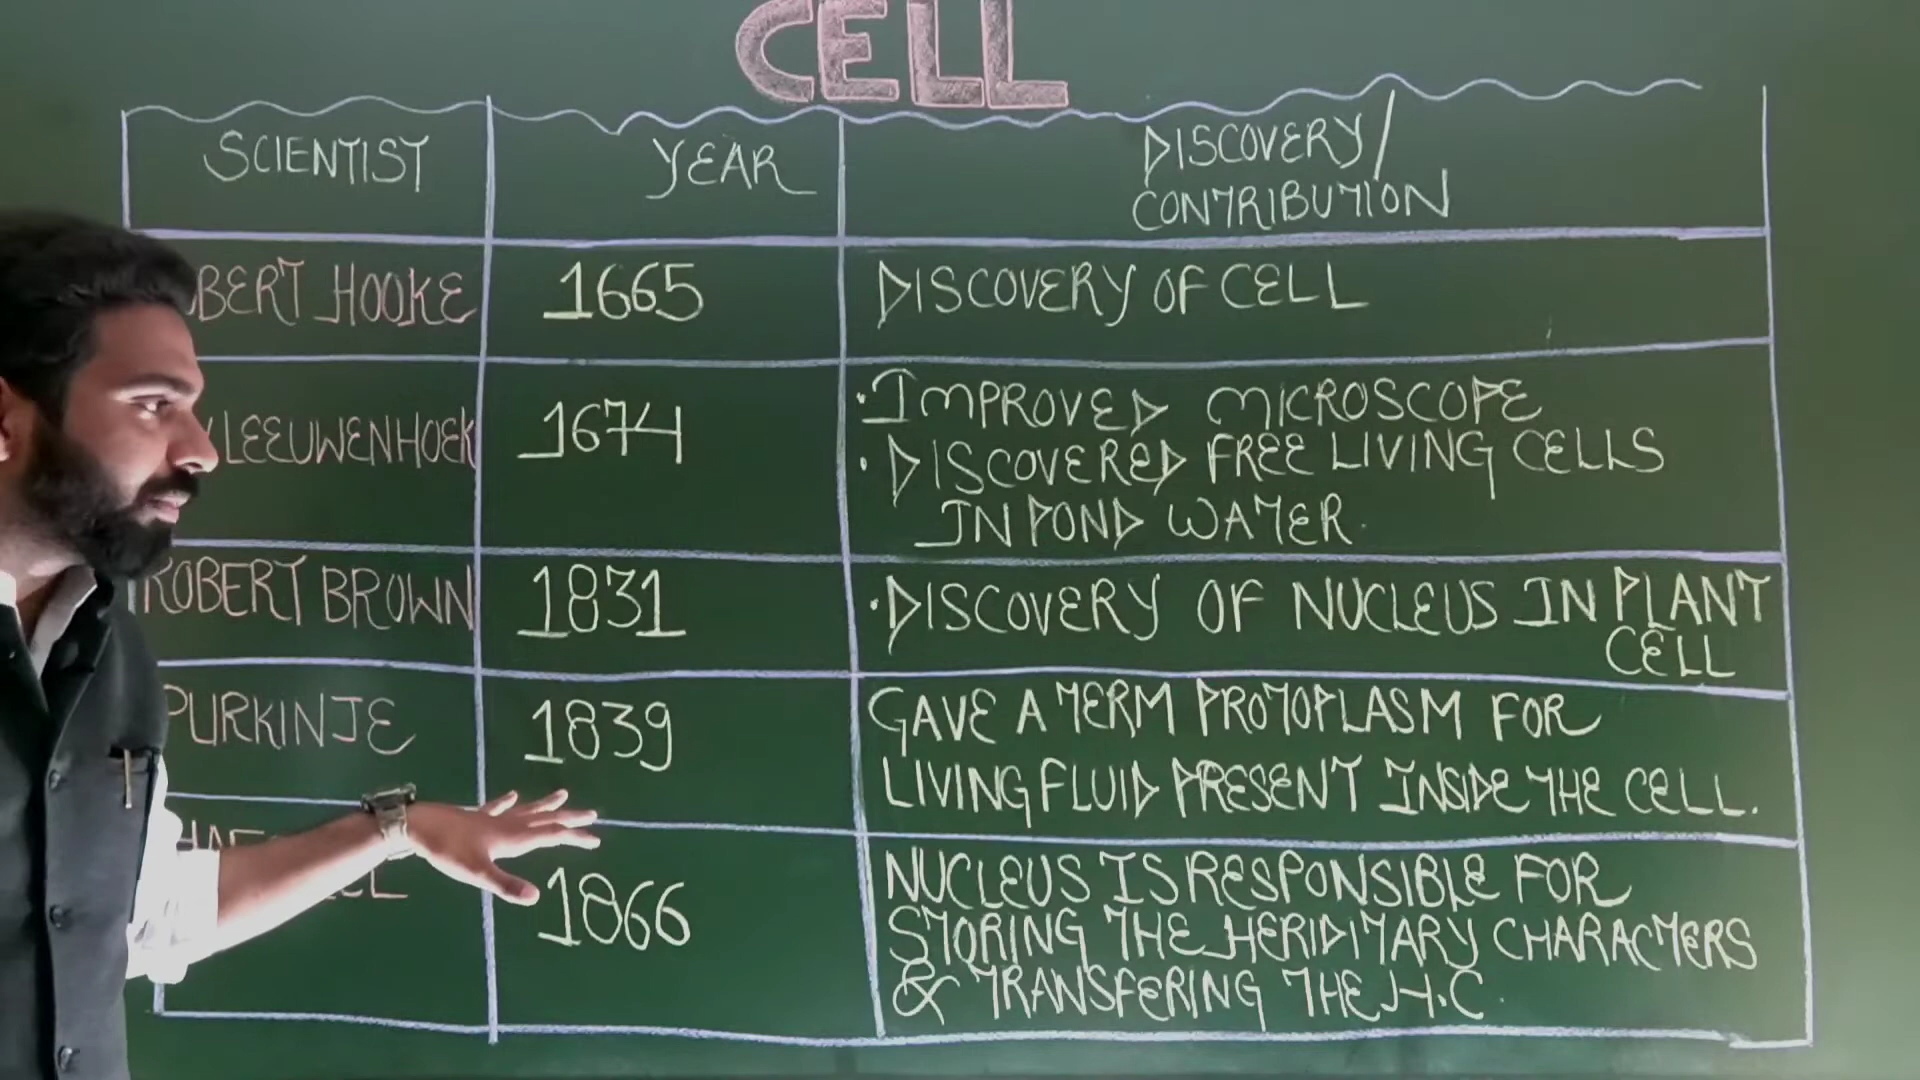 CELL
SCIENTIST YEAR DISCOVERY/
CONTRIBUTION
BERT HOOKE 1665 DISCOVERY OF CELL
LEEUWENHOEK 1674 · IMPROVED MICROSCOPE
· DISCOVERED FREE LIVING CELLS
IN POND WATER.
ROBERT BROWN 1831 · DISCOVERY OF NUCLEUS IN PLANT
CELL
PURKINJE 1839 GAVE A TERM PROTOPLASM FOR
LIVING FLUID PRESENT INSIDE THE CELL.
1866 NUCLEUS IS RESPONSIBLE FOR
STORING THE HERIDITARY CHARACTERS
& TRANSFERING THE H.C.